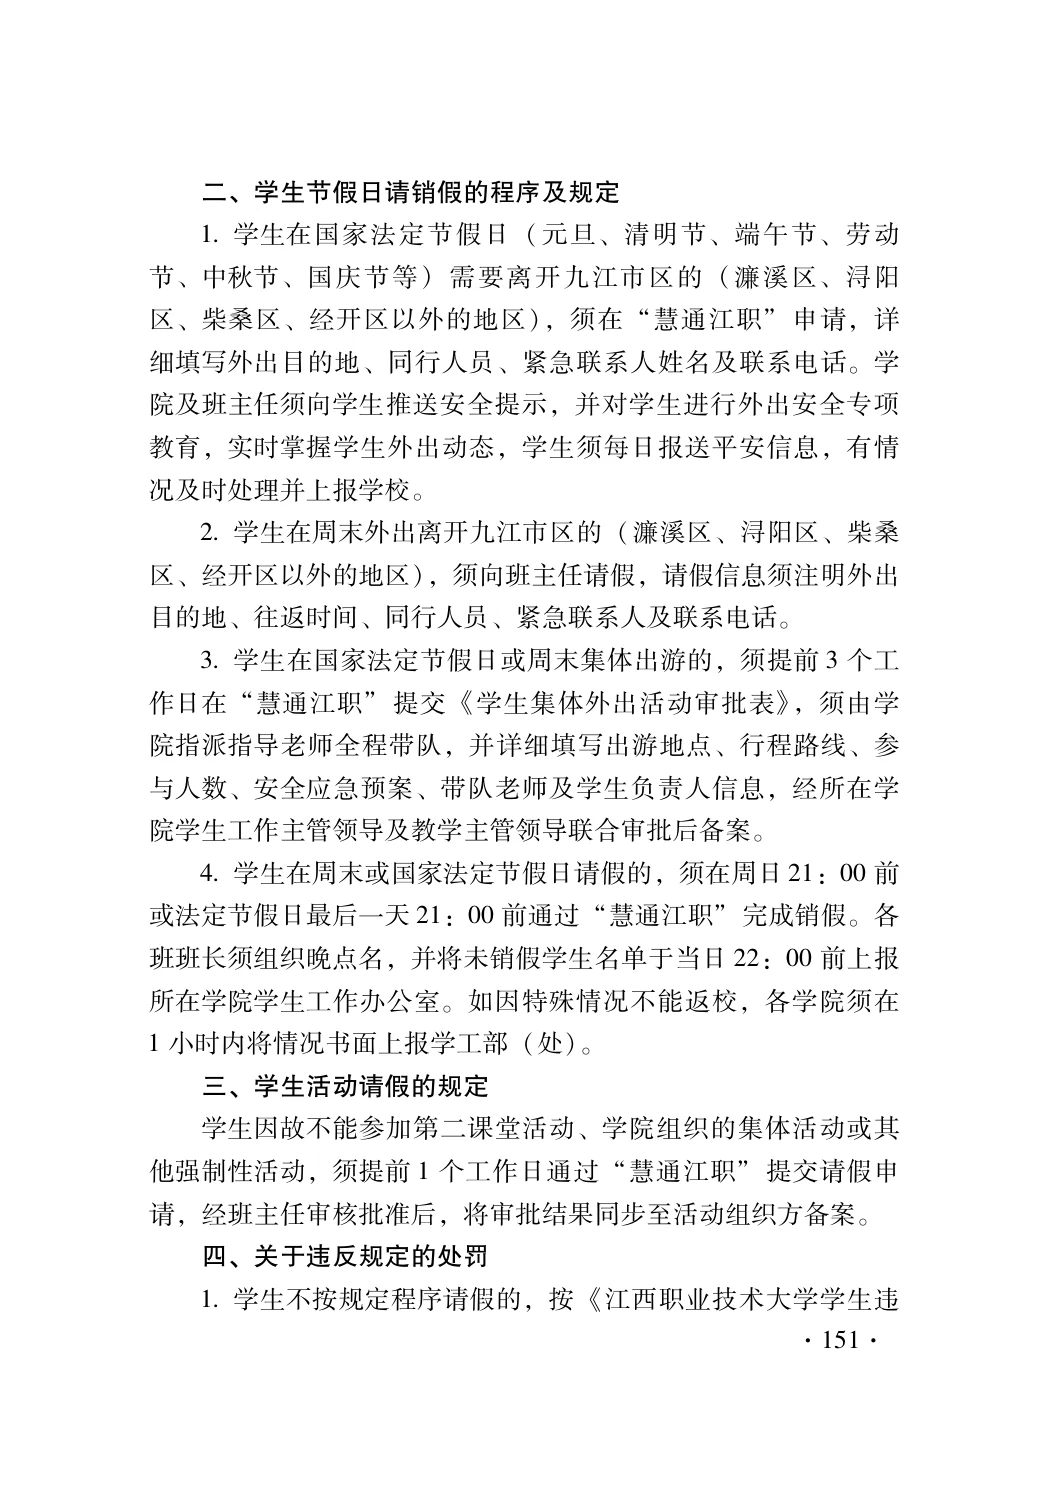 二、学生节假日请销假的程序及规定
1. 学生在国家法定节假日（元旦、清明节、端午节、劳动
节、中秋节、国庆节等）需要离开九江市区的（濂溪区、浔阳
区、柴桑区、经开区以外的地区），须在“慧通江职”申请，详
细填写外出目的地、同行人员、紧急联系人姓名及联系电话。学
院及班主任须向学生推送安全提示，并对学生进行外出安全专项
教育，实时掌握学生外出动态，学生须每日报送平安信息，有情
况及时处理并上报学校。
2. 学生在周末外出离开九江市区的（濂溪区、浔阳区、柴桑
区、经开区以外的地区），须向班主任请假，请假信息须注明外出
目的地、往返时间、同行人员、紧急联系人及联系电话。
3. 学生在国家法定节假日或周末集体出游的，须提前 3 个工
作日在“慧通江职”提交《学生集体外出活动审批表》，须由学
院指派指导老师全程带队，并详细填写出游地点、行程路线、参
与人数、安全应急预案、带队老师及学生负责人信息，经所在学
院学生工作主管领导及教学主管领导联合审批后备案。
4. 学生在周末或国家法定节假日请假的，须在周日 21：00 前
或法定节假日最后一天 21：00 前通过“慧通江职”完成销假。各
班班长须组织晚点名，并将未销假学生名单于当日 22：00 前上报
所在学院学生工作办公室。如因特殊情况不能返校，各学院须在
1 小时内将情况书面上报学工部（处）。
三、学生活动请假的规定
学生因故不能参加第二课堂活动、学院组织的集体活动或其
他强制性活动，须提前 1 个工作日通过“慧通江职”提交请假申
请，经班主任审核批准后，将审批结果同步至活动组织方备案。
四、关于违反规定的处罚
1. 学生不按规定程序请假的，按《江西职业技术大学学生违
· 151 ·